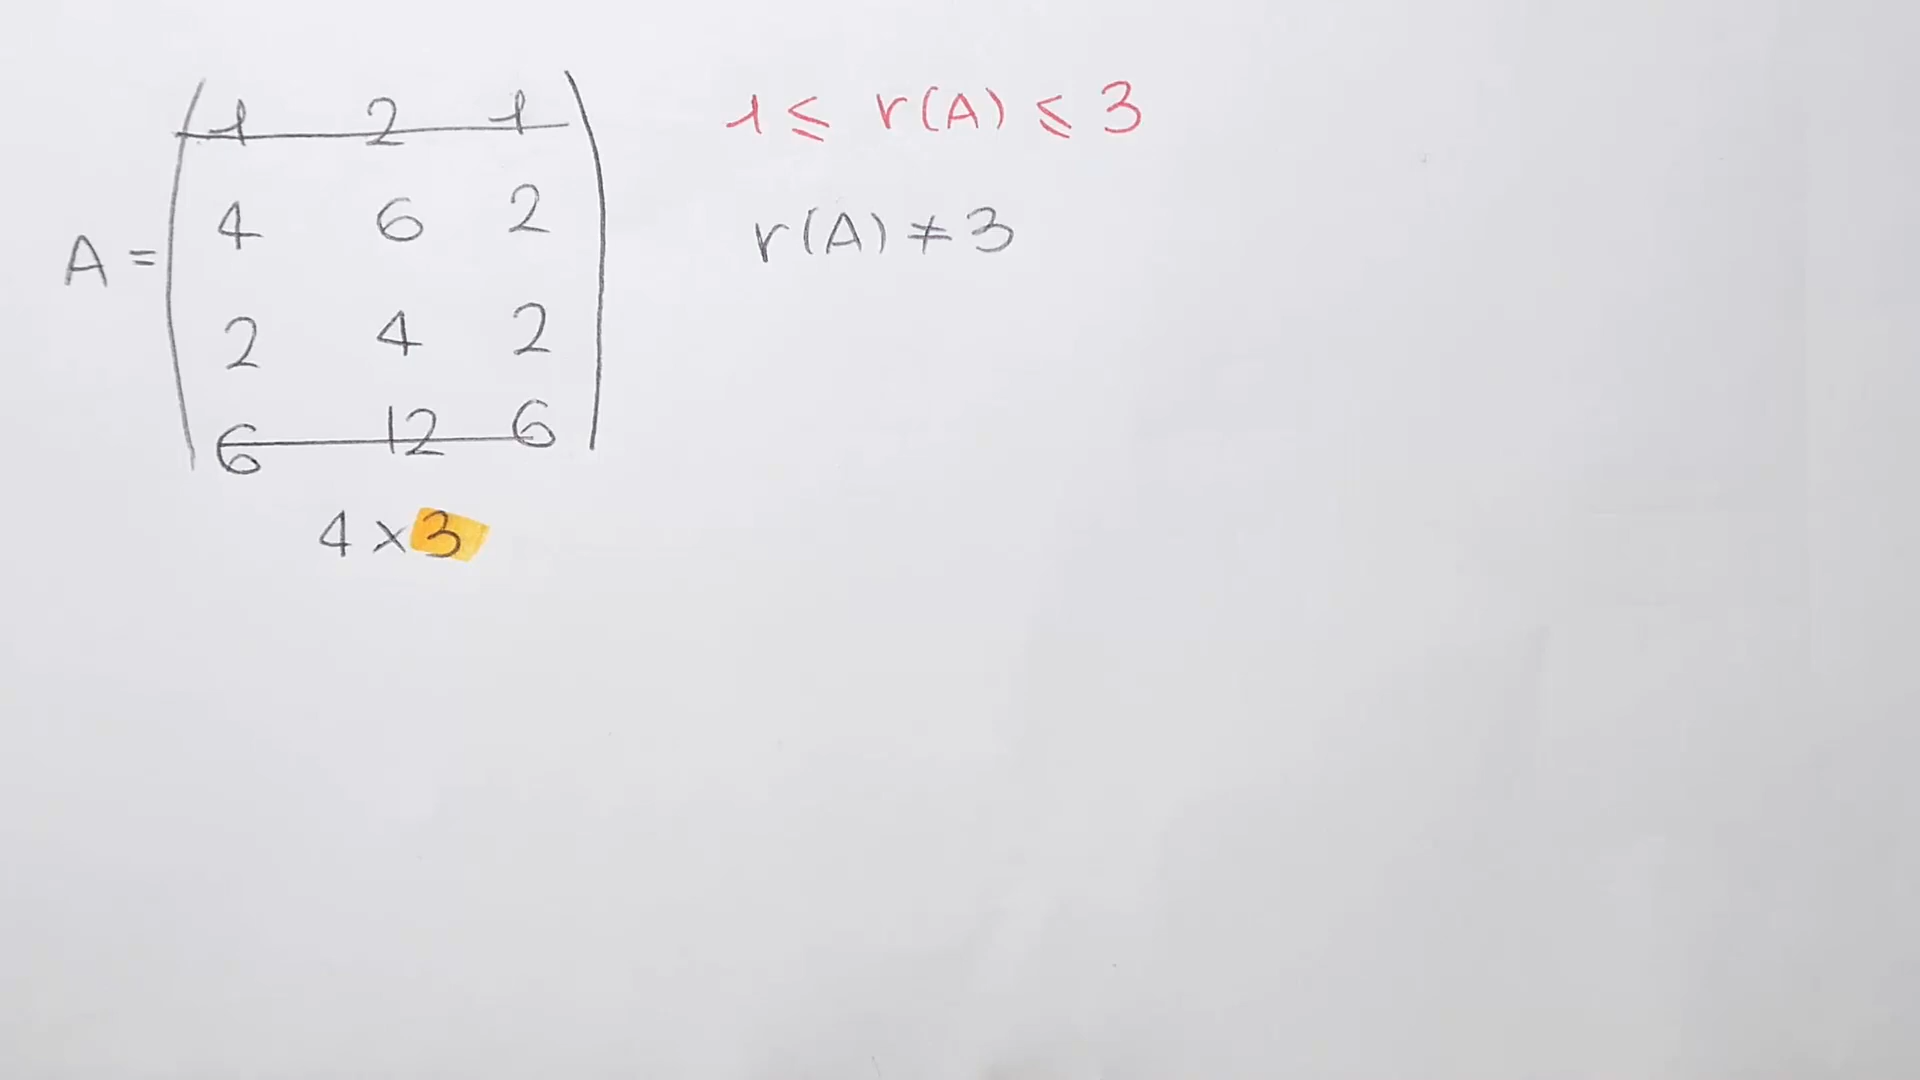 1 2 1
1 ≤ r(A) ≤ 3
4 6 2
r(A) ≠ 3
A =
2 4 2
6 12 6
4 × 3